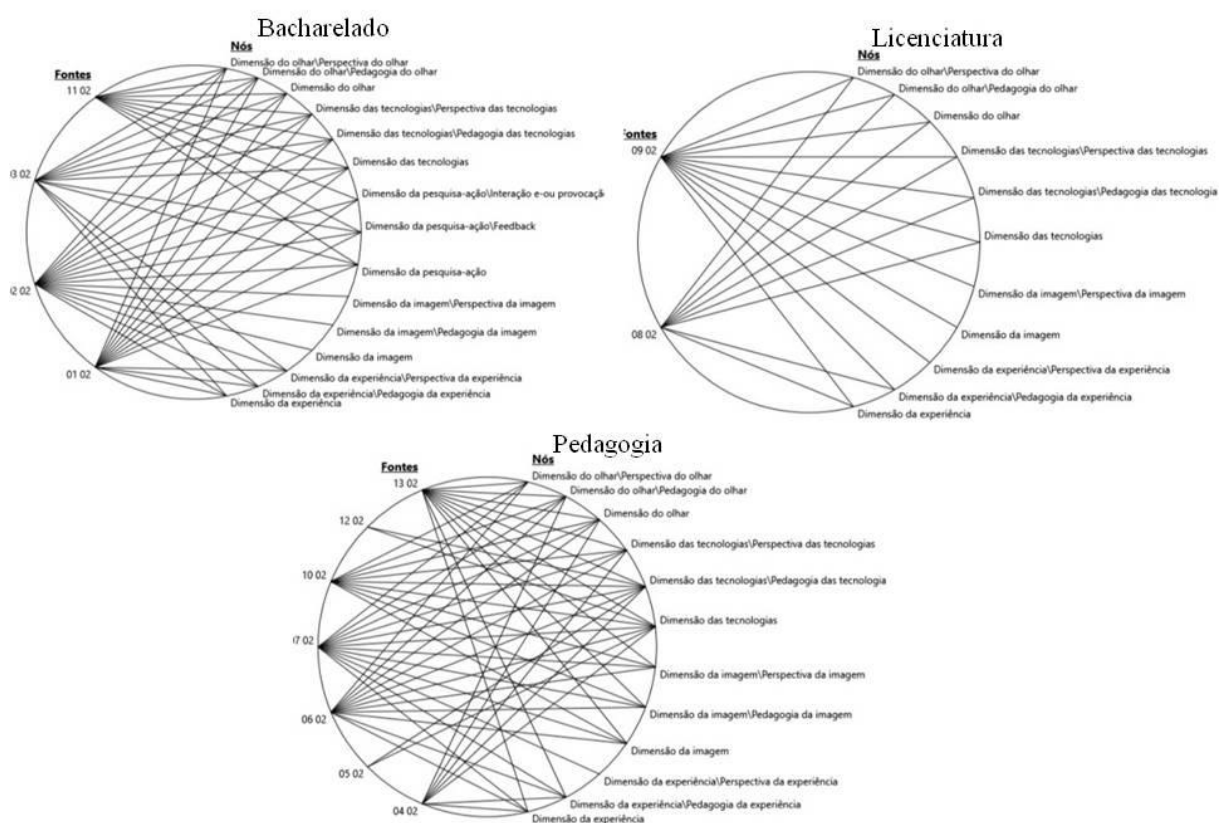 Bacharelado
Nós
Dimensão do olhar\Perspectiva do olhar
Dimensão do olhar\Pedagogia do olhar
Dimensão do olhar
Dimensão das tecnologias\Perspectiva das tecnologias
Dimensão das tecnologias\Pedagogia das tecnologias
Dimensão das tecnologias
Dimensão da pesquisa-ação\Interação e-ou provocação
Dimensão da pesquisa-ação\Feedback
Dimensão da pesquisa-ação
Dimensão da imagem\Perspectiva da imagem
Dimensão da imagem\Pedagogia da imagem
Dimensão da imagem
Dimensão da experiência\Perspectiva da experiência
Dimensão da experiência\Pedagogia da experiência
Dimensão da experiência
Fontes
11 02
03 02
02 02
01 02
Licenciatura
Nós
Dimensão do olhar\Perspectiva do olhar
Dimensão do olhar\Pedagogia do olhar
Dimensão do olhar
Dimensão das tecnologias\Perspectiva das tecnologias
Dimensão das tecnologias\Pedagogia das tecnologia
Dimensão das tecnologias
Dimensão da imagem\Perspectiva da imagem
Dimensão da imagem
Dimensão da experiência\Perspectiva da experiência
Dimensão da experiência\Pedagogia da experiência
Dimensão da experiência
Fontes
09 02
08 02
Pedagogia
Nós
Dimensão do olhar\Perspectiva do olhar
Dimensão do olhar\Pedagogia do olhar
Dimensão do olhar
Dimensão das tecnologias\Perspectiva das tecnologias
Dimensão das tecnologias\Pedagogia das tecnologia
Dimensão das tecnologias
Dimensão da imagem\Perspectiva da imagem
Dimensão da imagem\Pedagogia da imagem
Dimensão da imagem
Dimensão da experiência\Perspectiva da experiência
Dimensão da experiência\Pedagogia da experiência
Dimensão da experiência
Fontes
13 02
12 02
10 02
07 02
06 02
05 02
04 02